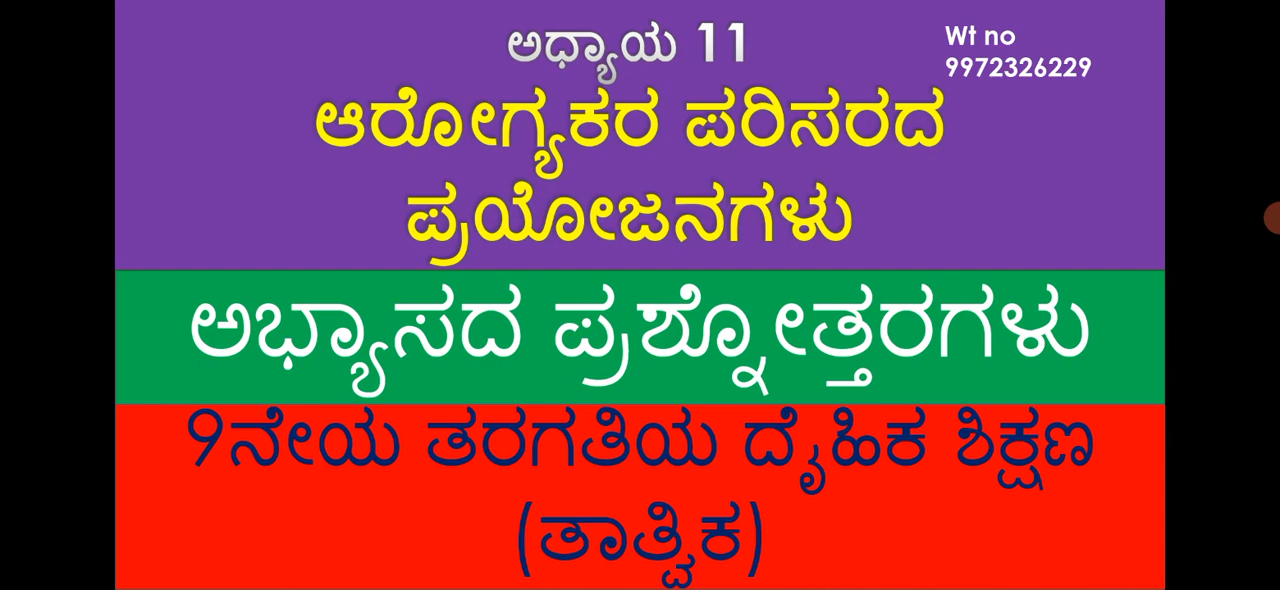 ಅಧ್ಯಾಯ 11
Wt no
9972326229
ಆರೋಗ್ಯಕರ ಪರಿಸರದ
ಪ್ರಯೋಜನಗಳು
ಅಭ್ಯಾಸದ ಪ್ರಶ್ನೋತ್ತರಗಳು
9ನೇಯ ತರಗತಿಯ ದೈಹಿಕ ಶಿಕ್ಷಣ
(ತಾತ್ವಿಕ)